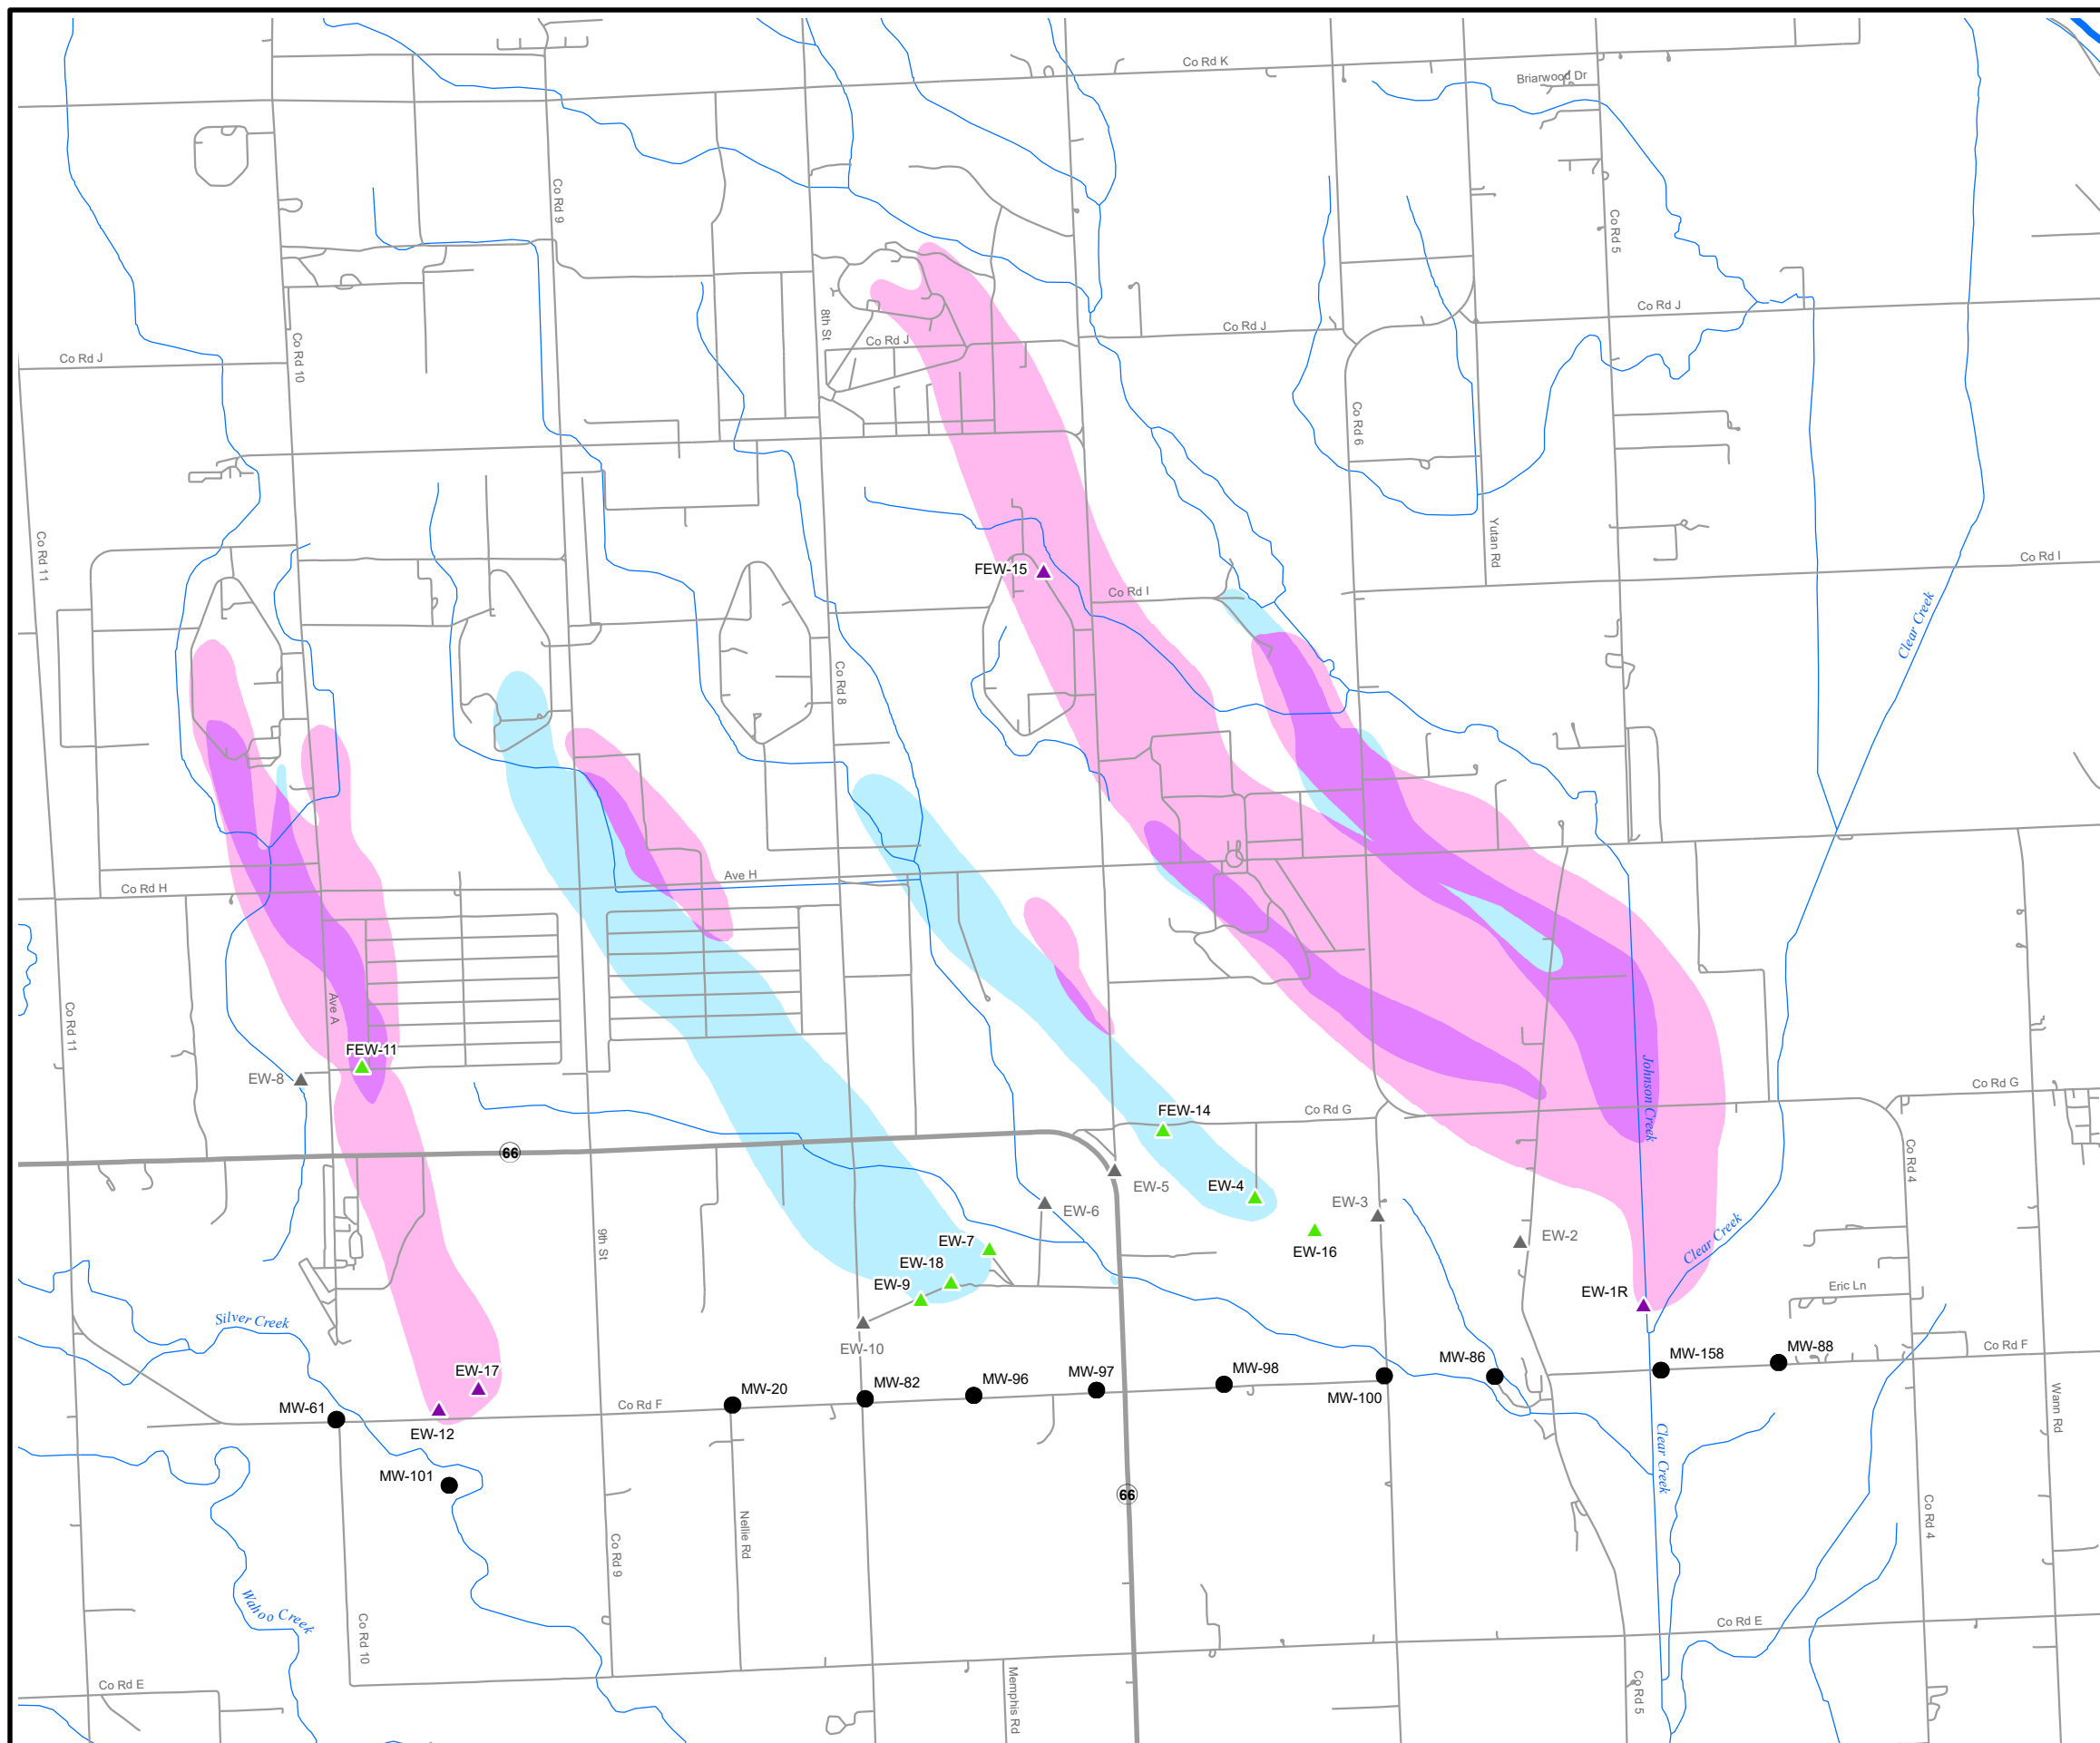 Co Rd K
Briarwood Dr
Co Rd 9
Co Rd 5
Co Rd J
8th St
Co Rd J
Co Rd J
Co Rd 10
Co Rd J
Co Rd 6
Co Rd 11
Yutan Rd
Co Rd I
FEW-15
Co Rd I
Clear Creek
Co Rd 8
Ave H
Co Rd H
Ave A
Co Rd 11
FEW-11
EW-8
Johnson Creek
Co Rd G
FEW-14
Co Rd G
66
Co Rd 4
EW-5
EW-4
EW-3
EW-6
EW-2
9th St
EW-7
EW-16
Clear Creek
EW-18
EW-9
EW-1R
Eric Ln
Silver Creek
EW-10
Co Rd F
MW-158
MW-88
MW-86
EW-17
MW-98
MW-97
MW-96
MW-82
MW-20
MW-100
Co Rd F
MW-61
EW-12
Wann Rd
Clear Creek
MW-101
66
Co Rd 4
Nellie Rd
Co Rd 9
Wahoo Creek
Co Rd 10
Co Rd E
Co Rd E
Memphis Rd
Co Rd 5